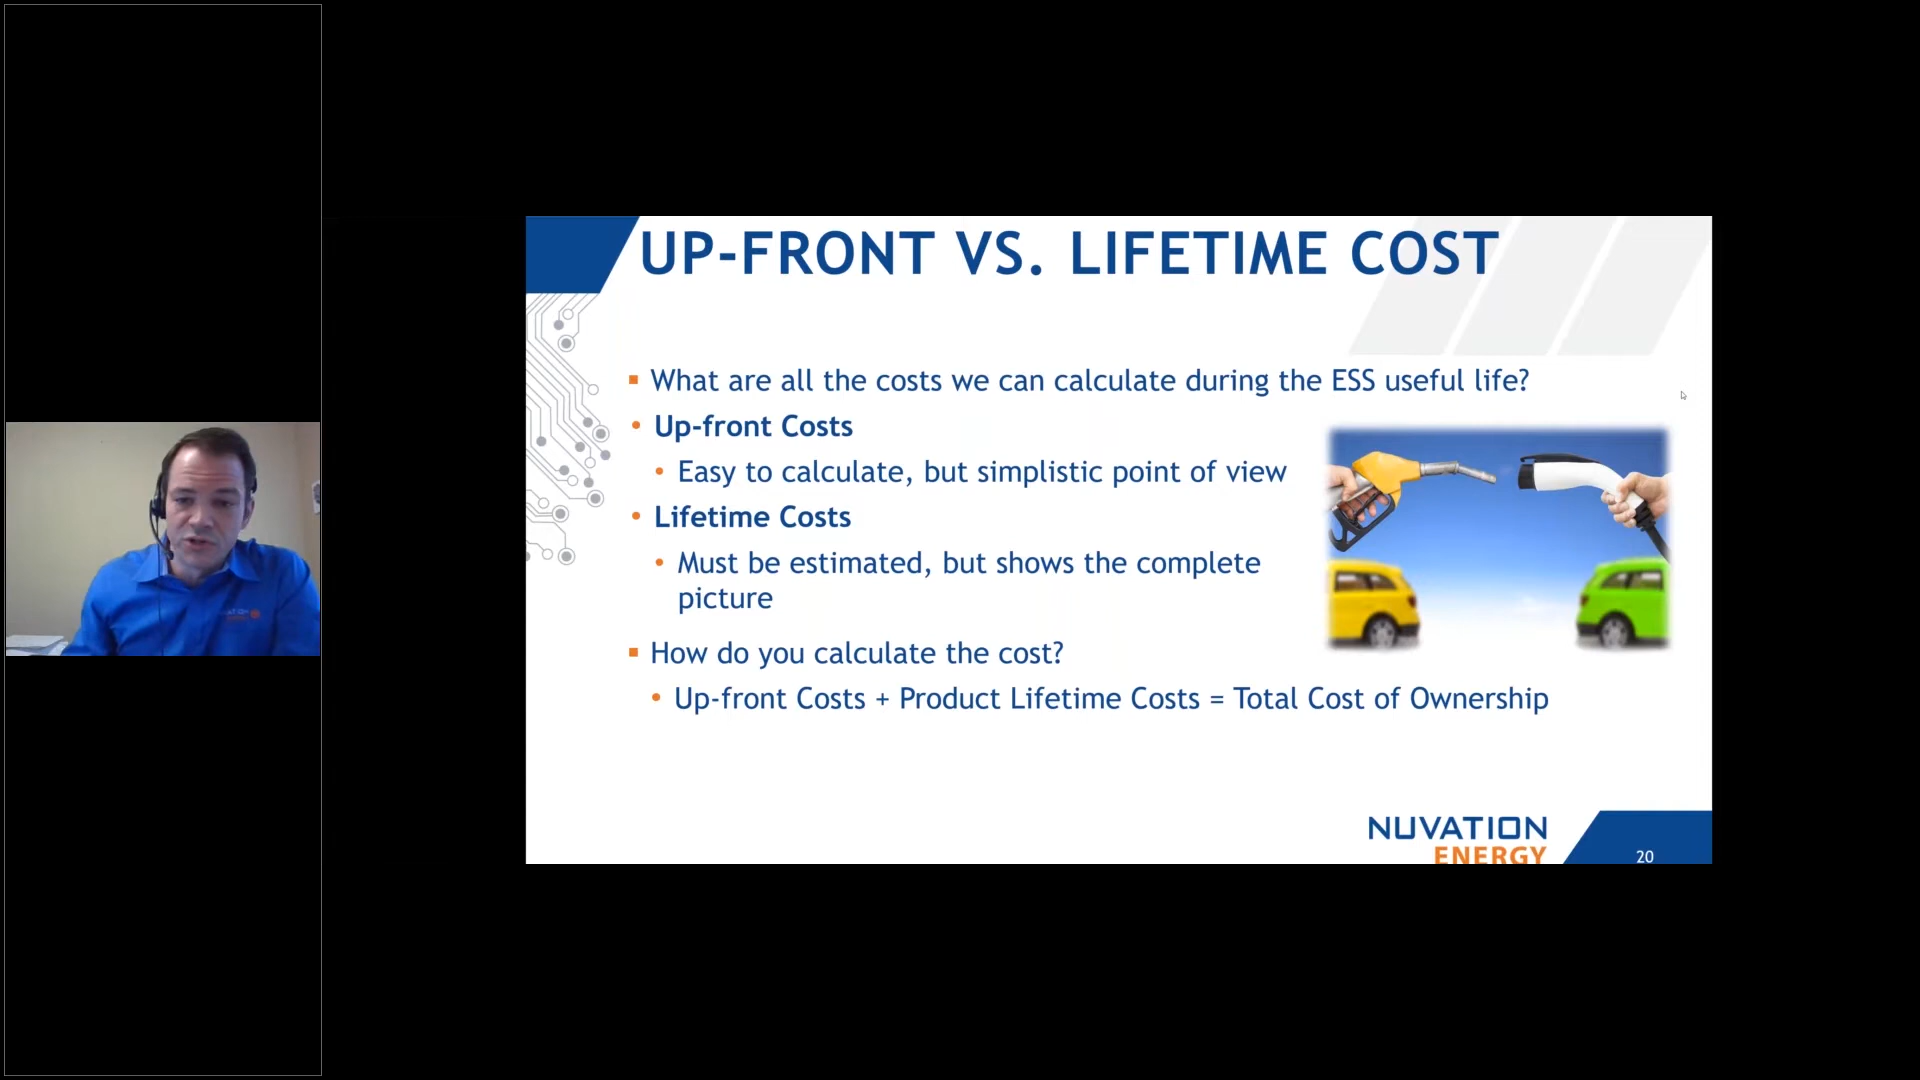 UP-FRONT VS. LIFETIME COST
What are all the costs we can calculate during the ESS useful life?
Up-front Costs
Easy to calculate, but simplistic point of view
Lifetime Costs
Must be estimated, but shows the complete
picture
How do you calculate the cost?
Up-front Costs + Product Lifetime Costs = Total Cost of Ownership
NUVATION
ENERGY
20